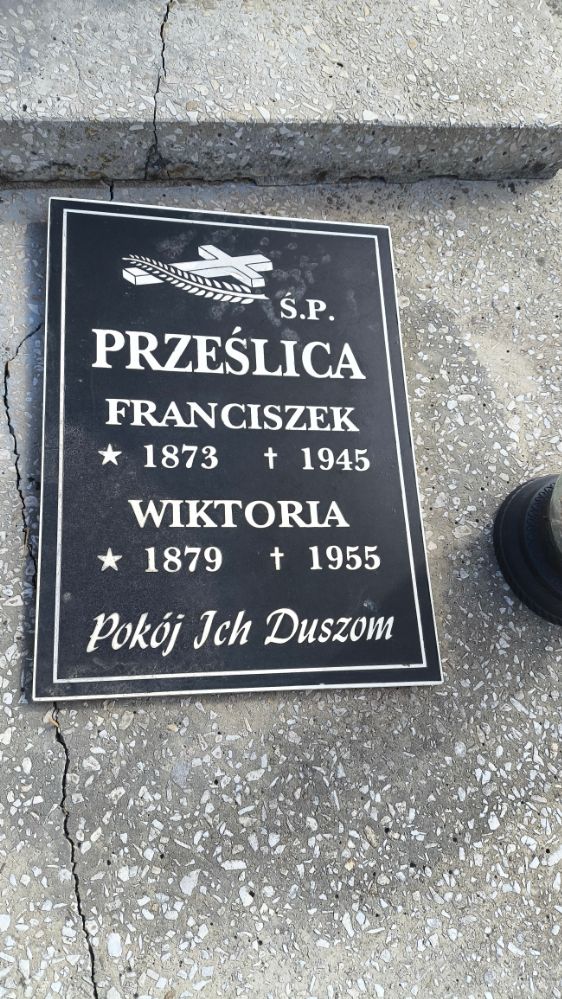 Ś.P.
PRZEŚLICA
FRANCISZEK
★ 1873 † 1945
WIKTORIA
★ 1879 † 1955
Pokój Ich Duszom